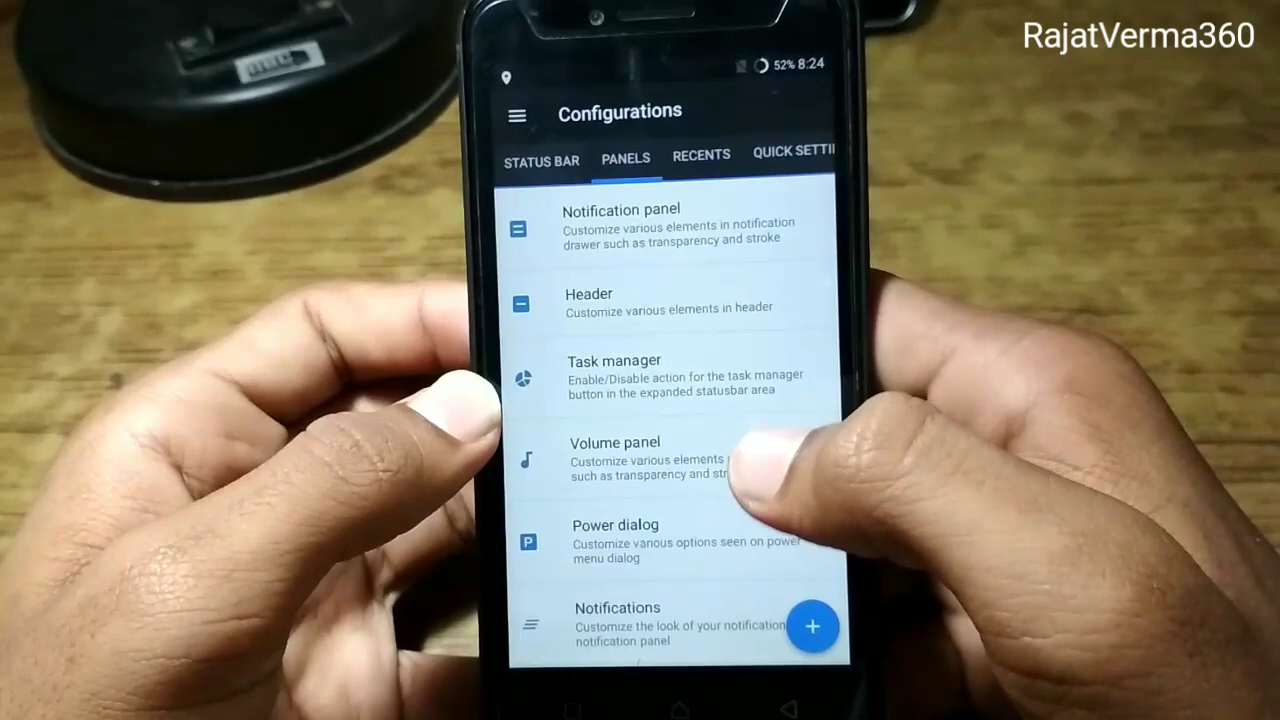 RajatVerma360
52% 8:24
Configurations
STATUS BAR PANELS RECENTS QUICK SETTI
Notification panel
Customize various elements in notification
drawer such as transparency and stroke
Header
Customize various elements in header
Task manager
Enable/Disable action for the task manager
button in the expanded statusbar area
Volume panel
Customize various elements
such as transparency and str
P
Power dialog
Customize various options seen on power
menu dialog
Notifications
Customize the look of your notification
notification panel
+